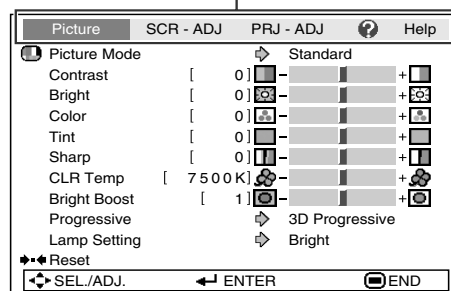 Picture SCR - ADJ PRJ - ADJ ? Help
Picture Mode Standard
Contrast [ 0] - +
Bright [ 0] - +
Color [ 0] - +
Tint [ 0] - +
Sharp [ 0] - +
CLR Temp [ 7500K] - +
Bright Boost [ 1] - +
Progressive 3D Progressive
Lamp Setting Bright
Reset
SEL./ADJ. ENTER END